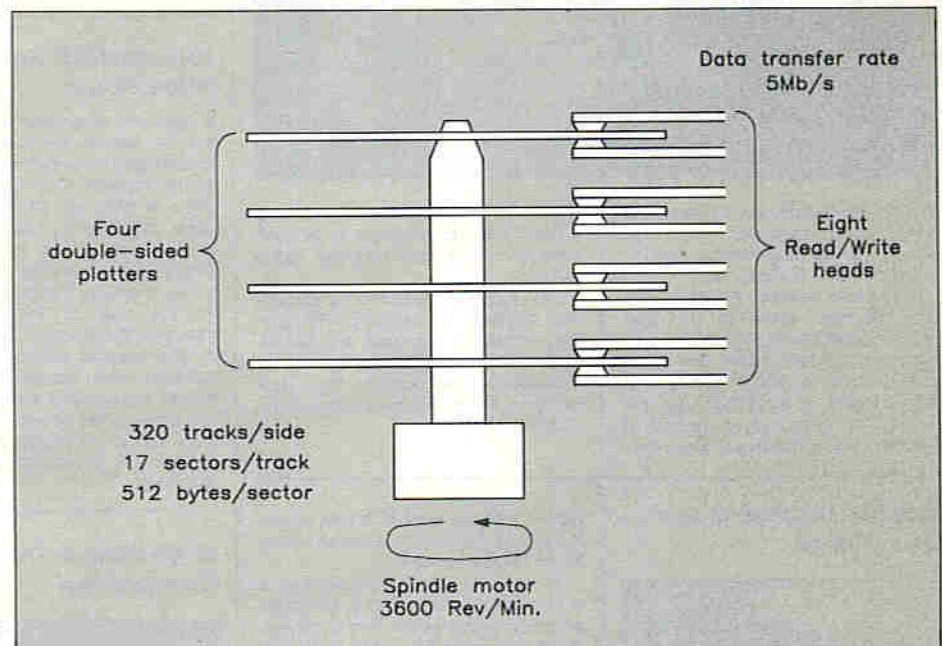 Data transfer rate
5Mb/s
Four
double-sided
platters
Eight
Read/Write
heads
320 tracks/side
17 sectors/track
512 bytes/sector
Spindle motor
3600 Rev/Min.